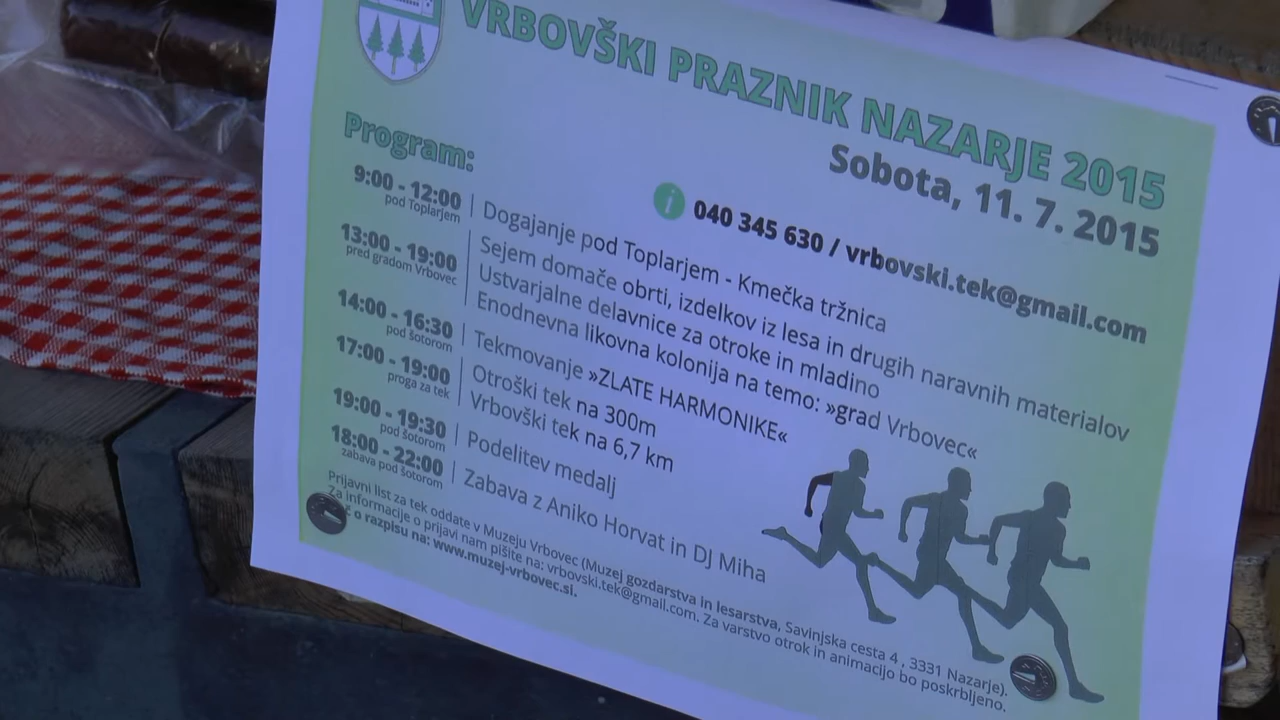 VRBOVŠKI PRAZNIK NAZARJE 2015
Sobota, 11. 7. 2015
i 040 345 630 / vrbovski.tek@gmail.com
Program:
9:00 - 12:00
pod Toplarjem
Dogajanje pod Toplarjem - Kmečka tržnica
13:00 - 19:00
pred gradom Vrbovec
Sejem domače obrti, izdelkov iz lesa in drugih naravnih materialov
Ustvarjalne delavnice za otroke in mladino
Enodnevna likovna kolonija na temo: »grad Vrbovec«
14:00 - 16:30
pod šotorom
Tekmovanje »ZLATE HARMONIKE«
17:00 - 19:00
proga za tek
Otroški tek na 300m
Vrbovški tek na 6,7 km
19:00 - 19:30
pod šotorom
Podelitev medalj
18:00 - 22:00
zabava pod šotorom
Zabava z Aniko Horvat in DJ Miha
Prijavni list za tek oddate v Muzeju Vrbovec (Muzej gozdarstva in lesarstva, Savinjska cesta 4 , 3331 Nazarje).
Za informacije o prijavi nam pišite na: vrbovski.tek@gmail.com. Za varstvo otrok in animacijo bo poskrbljeno.
o razpisu na: www.muzej-vrbovec.si.